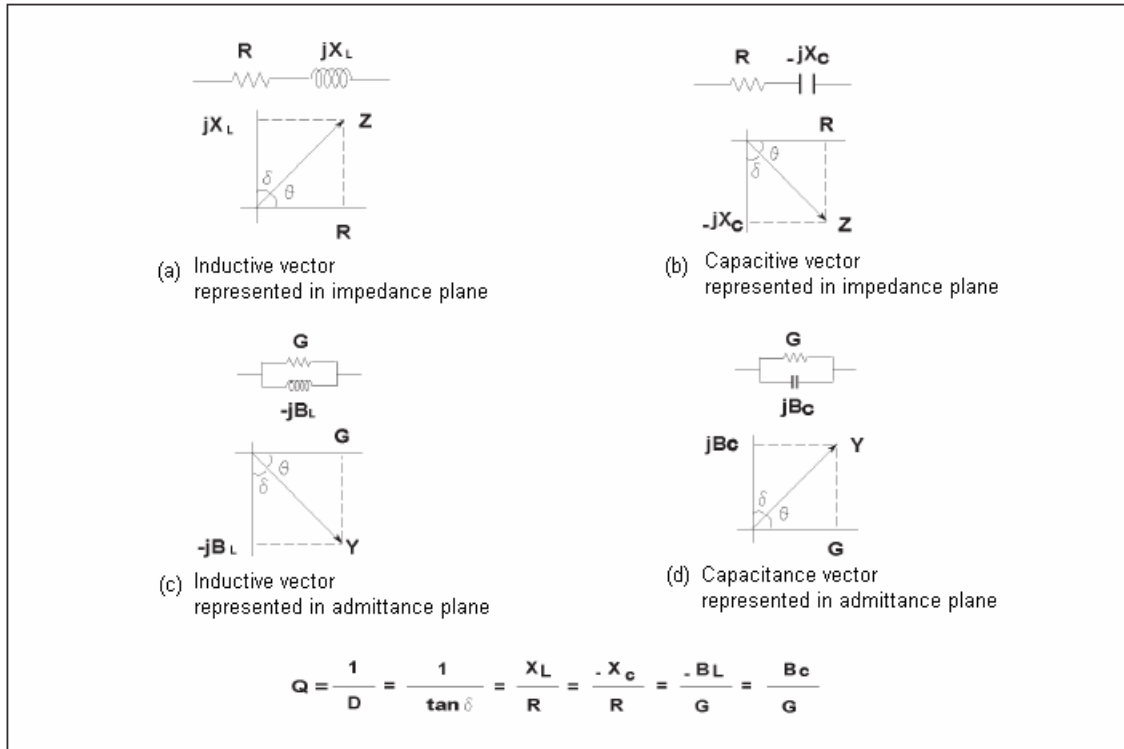 R jXL
jXL Z
δ
θ
R
(a) Inductive vector
represented in impedance plane
R -jXC
R
θ
δ
-jXC Z
(b) Capacitive vector
represented in impedance plane
G
-jBL
G
θ
δ
-jBL Y
(c) Inductive vector
represented in admittance plane
G
jBC
jBC Y
δ
θ
G
(d) Capacitance vector
represented in admittance plane
Q = 1/D = 1/tan δ = XL/R = -XC/R = -BL/G = BC/G